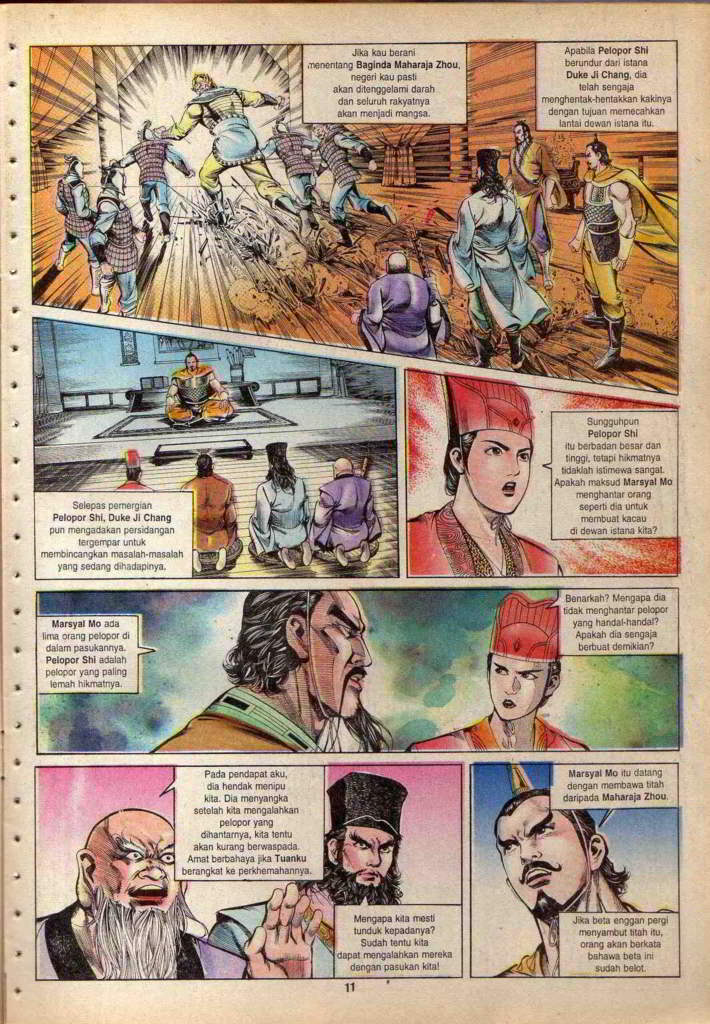 Jika kau berani
menentang Baginda Maharaja Zhou,
negeri kau pasti
akan ditenggelami darah
dan seluruh rakyatnya
akan menjadi mangsa.
Apabila Pelopor Shi
berundur dari istana
Duke Ji Chang, dia
telah sengaja
menghentak-hentakkan kakinya
dengan tujuan memecahkan
lantai dewan istana itu.
Selepas pemergian
Pelopor Shi, Duke Ji Chang
pun mengadakan persidangan
tergempar untuk
membincangkan masalah-masalah
yang sedang dihadapinya.
Sungguhpun
Pelopor Shi
itu berbadan besar dan
tinggi, tetapi hikmatnya
tidaklah istimewa sangat.
Apakah maksud Marsyal Mo
menghantar orang
seperti dia untuk
membuat kacau
di dewan istana kita?
Marsyal Mo ada
lima orang pelopor di
dalam pasukannya.
Pelopor Shi adalah
pelopor yang paling
lemah hikmatnya.
Benarkah? Mengapa dia
tidak menghantar pelopor
yang handal-handal?
Apakah dia sengaja
berbuat demikian?
Pada pendapat aku,
dia hendak menipu
kita. Dia menyangka
setelah kita mengalahkan
pelopor yang
dihantarnya, kita tentu
akan kurang berwaspada.
Amat berbahaya jika Tuanku
berangkat ke perkhemahannya.
Mengapa kita mesti
tunduk kepadanya?
Sudah tentu kita
dapat mengalahkan mereka
dengan pasukan kita!
Marsyal Mo itu datang
dengan membawa titah
daripada Maharaja Zhou.
Jika beta enggan pergi
menyambut titah itu,
orang akan berkata
bahawa beta ini
sudah belot.
11